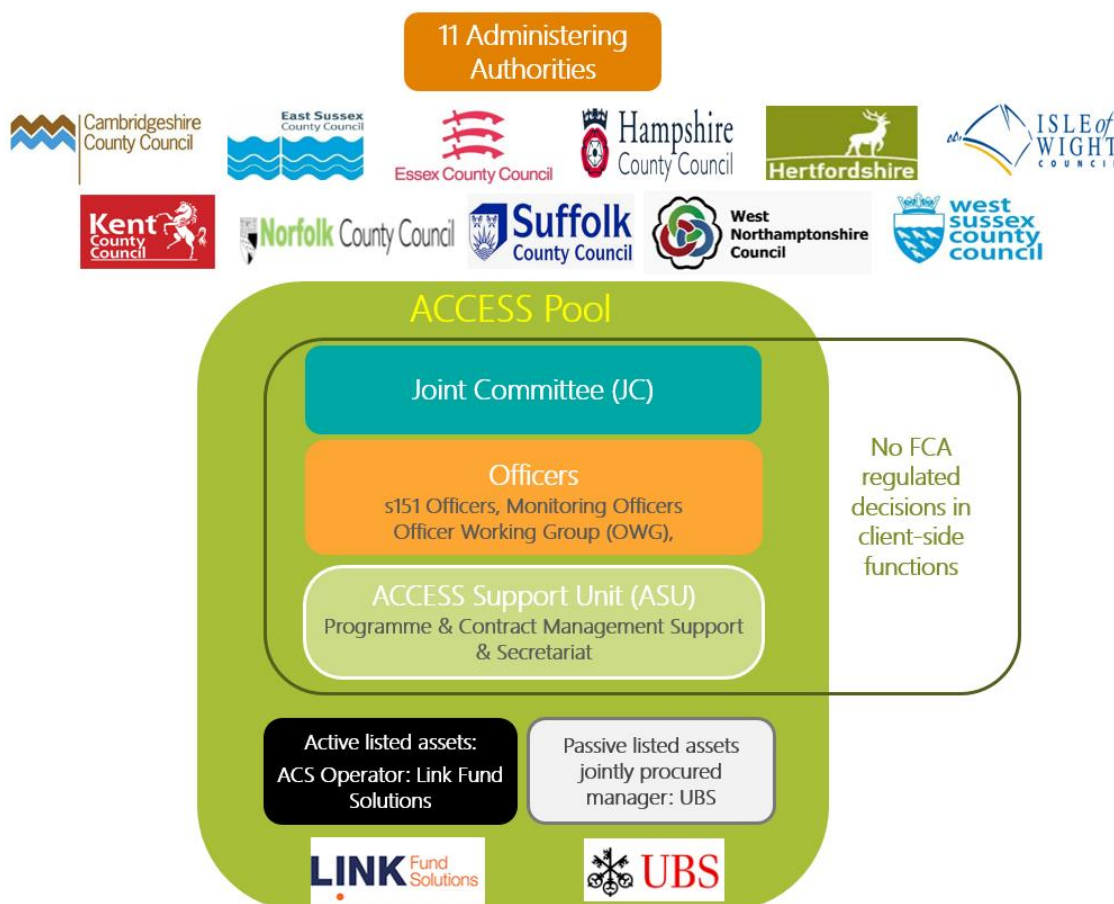 11 Administering
Authorities
Cambridgeshire
County Council
East Sussex
County Council
Essex County Council
Hampshire
County Council
Hertfordshire
ISLE of
WIGHT
COUNCIL
Kent
County
Council
Norfolk County Council
Suffolk
County Council
West
Northamptonshire
Council
west
sussex
county
council
ACCESS Pool
Joint Committee (JC)
Officers
s151 Officers, Monitoring Officers
Officer Working Group (OWG),
ACCESS Support Unit (ASU)
Programme & Contract Management Support
& Secretariat
No FCA
regulated
decisions in
client-side
functions
Active listed assets:
ACS Operator: Link Fund
Solutions
Passive listed assets
jointly procured
manager: UBS
LINK Fund
Solutions
UBS